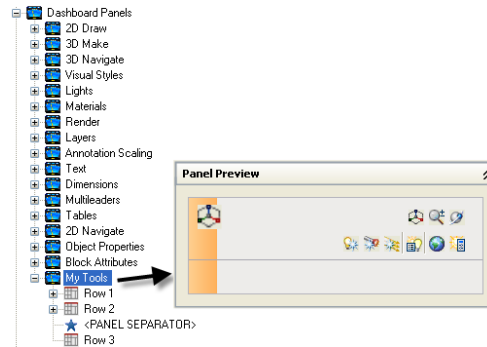 Dashboard Panels
2D Draw
3D Make
3D Navigate
Visual Styles
Lights
Materials
Render
Layers
Annotation Scaling
Text
Dimensions
Multileaders
Tables
2D Navigate
Object Properties
Block Attributes
My Tools
Row 1
Row 2
<PANEL SEPARATOR>
Row 3
Panel Preview